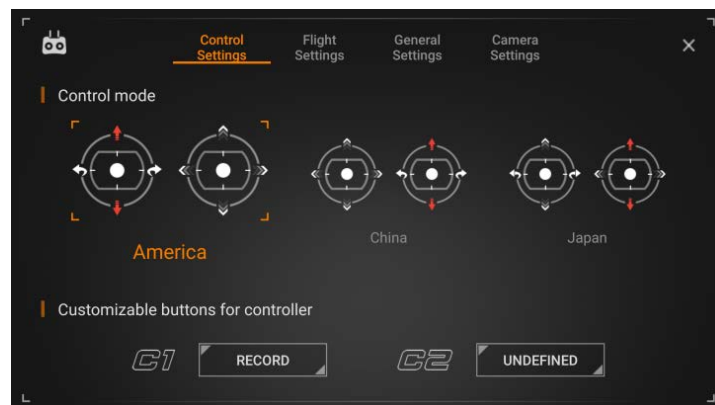 Control Settings
Flight Settings
General Settings
Camera Settings
Control mode
America
China
Japan
Customizable buttons for controller
C1
RECORD
C2
UNDEFINED